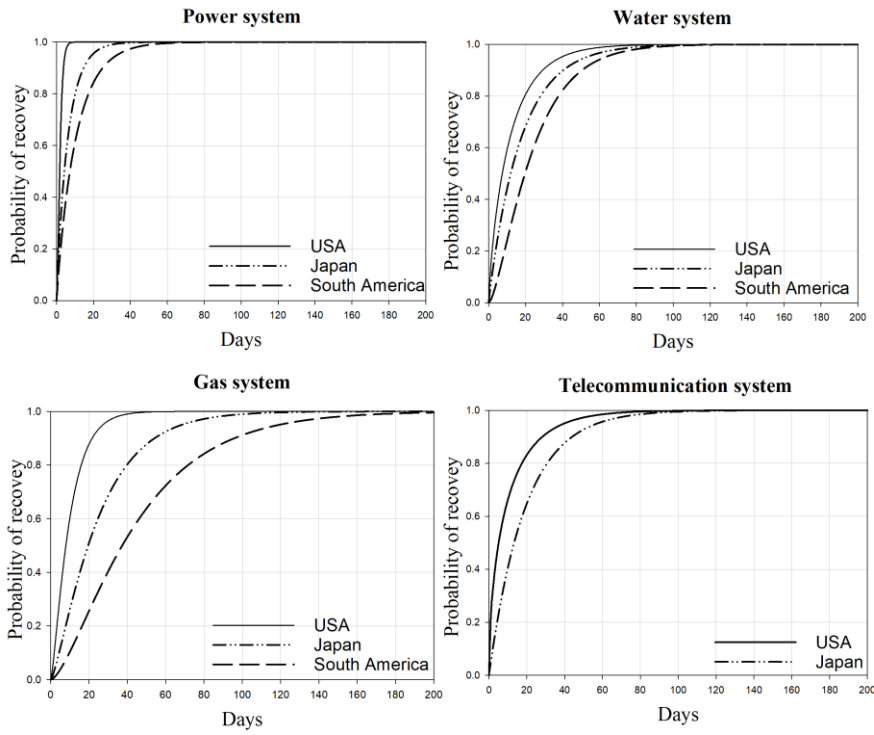 Power system
Probability of recovey
1.0
0.8
0.6
0.4
0.2
0.0
USA
Japan
South America
0 20 40 60 80 100 120 140 160 180 200
Days
Water system
Probability of recovey
1.0
0.8
0.6
0.4
0.2
0.0
USA
Japan
South America
0 20 40 60 80 100 120 140 160 180 200
Days
Gas system
Probability of recovey
1.0
0.8
0.6
0.4
0.2
0.0
USA
Japan
South America
0 20 40 60 80 100 120 140 160 180 200
Days
Telecommunication system
Probability of recovey
1.0
0.8
0.6
0.4
0.2
0.0
USA
Japan
0 20 40 60 80 100 120 140 160 180 200
Days